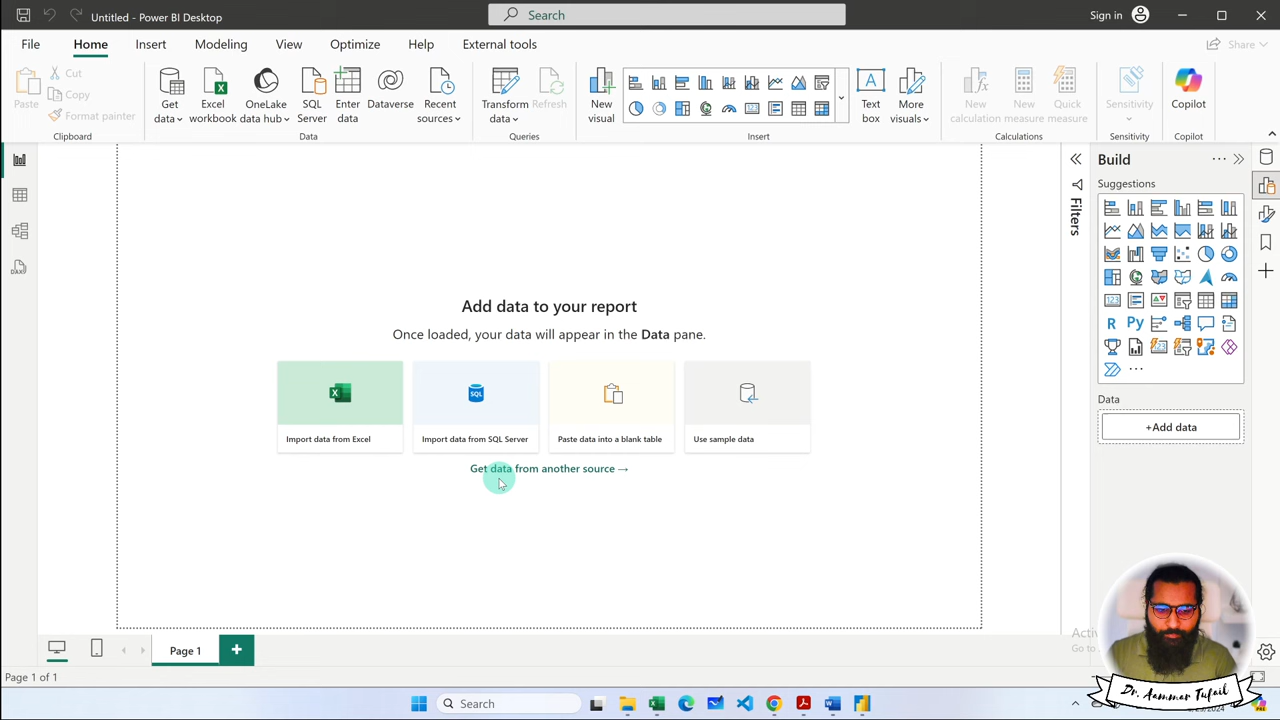 Untitled - Power BI Desktop
Search
Sign in
File
Home
Insert
Modeling
View
Optimize
Help
External tools
Share
Paste
Cut
Copy
Format painter
Clipboard
Get data
Excel workbook
OneLake data hub
SQL Server
Enter data
Dataverse
Recent sources
Data
Transform data
Refresh
Queries
New visual
Text box
More visuals
Insert
New calculation
New measure
Quick measure
Calculations
Sensitivity
Sensitivity
Copilot
Copilot
Filters
Build
Suggestions
R
Py
123
Data
+Add data
Add data to your report
Once loaded, your data will appear in the Data pane.
SQL
Import data from Excel
Import data from SQL Server
Paste data into a blank table
Use sample data
Get data from another source →
Page 1
Page 1 of 1
Go to
Search
Dr. Aammar Tufail